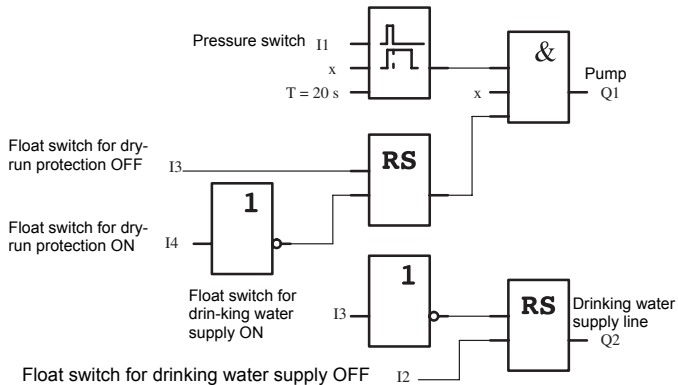 Pressure switch I1
x
T = 20 s
&
x
Pump
Q1
Float switch for dry-
run protection OFF
I3
RS
1
Float switch for dry-
run protection ON
I4
Float switch for
drin-king water
supply ON
1
I3
RS
Drinking water
supply line
Q2
Float switch for drinking water supply OFF I2